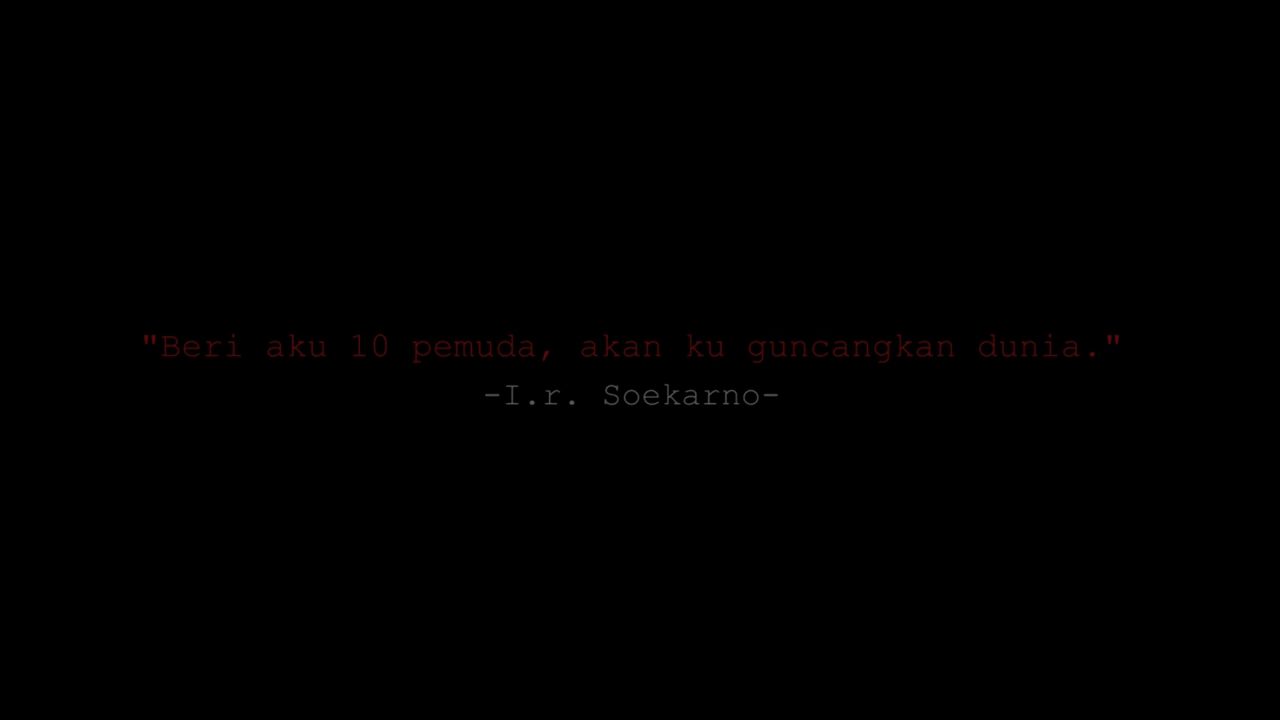 "Beri aku 10 pemuda, akan ku guncangkan dunia."
-I.r. Soekarno-